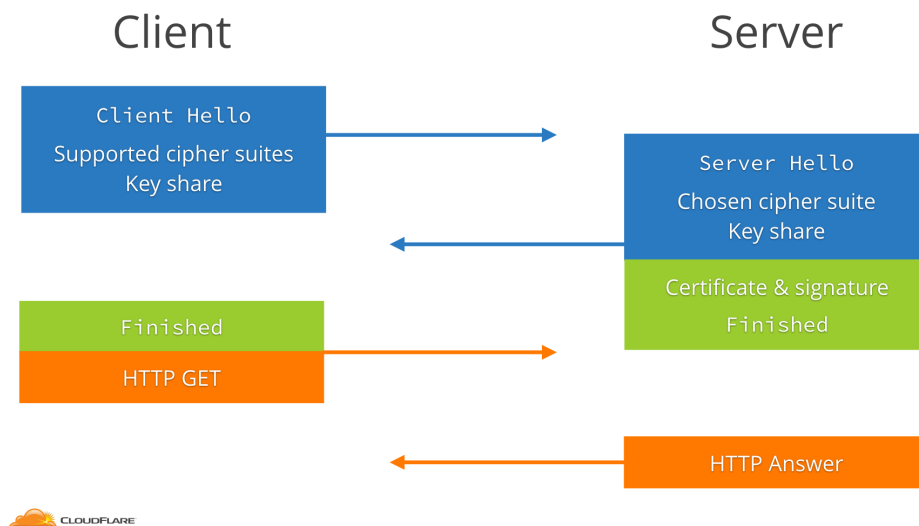 Client
Server
Client Hello
Supported cipher suites
Key share
Server Hello
Chosen cipher suite
Key share
Certificate & signature
Finished
Finished
HTTP GET
HTTP Answer
CLOUDFLARE